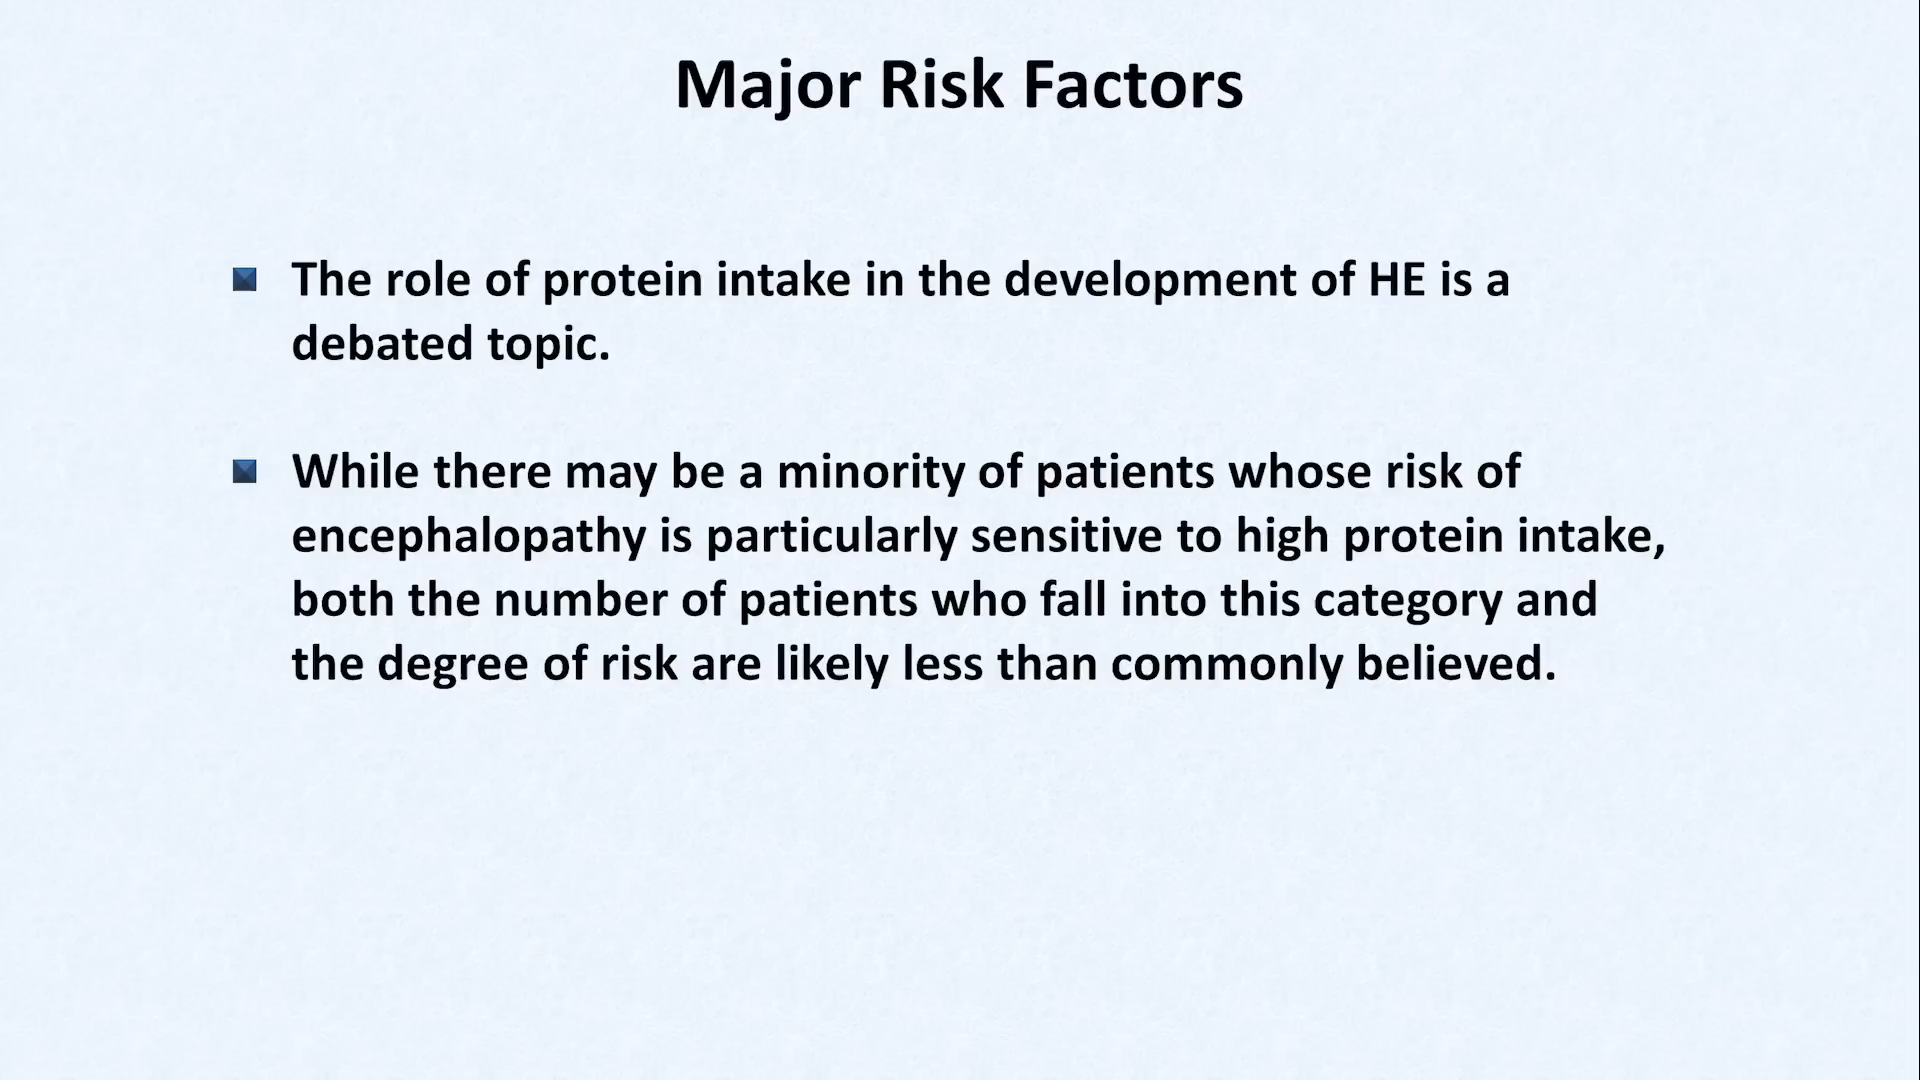 Major Risk Factors
The role of protein intake in the development of HE is a
debated topic.
While there may be a minority of patients whose risk of
encephalopathy is particularly sensitive to high protein intake,
both the number of patients who fall into this category and
the degree of risk are likely less than commonly believed.